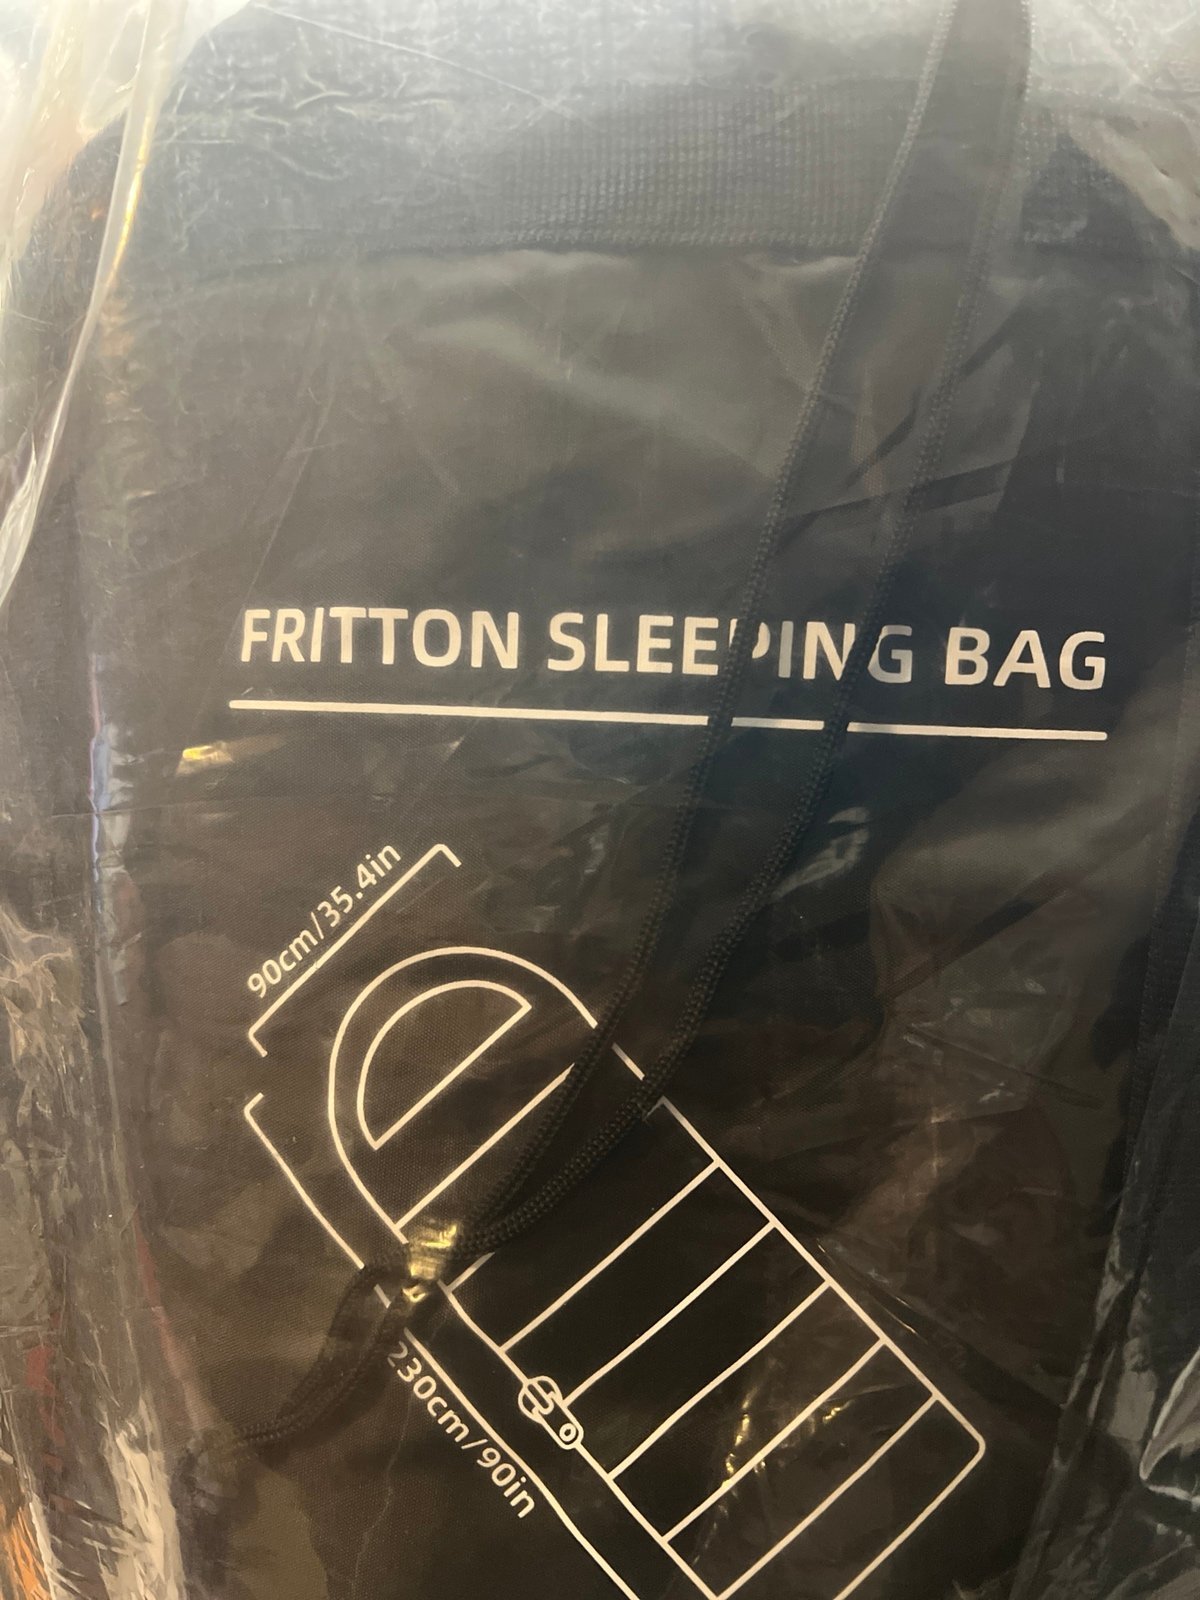 FRITTON SLEEPING BAG
90cm/35.4in
230cm/90in